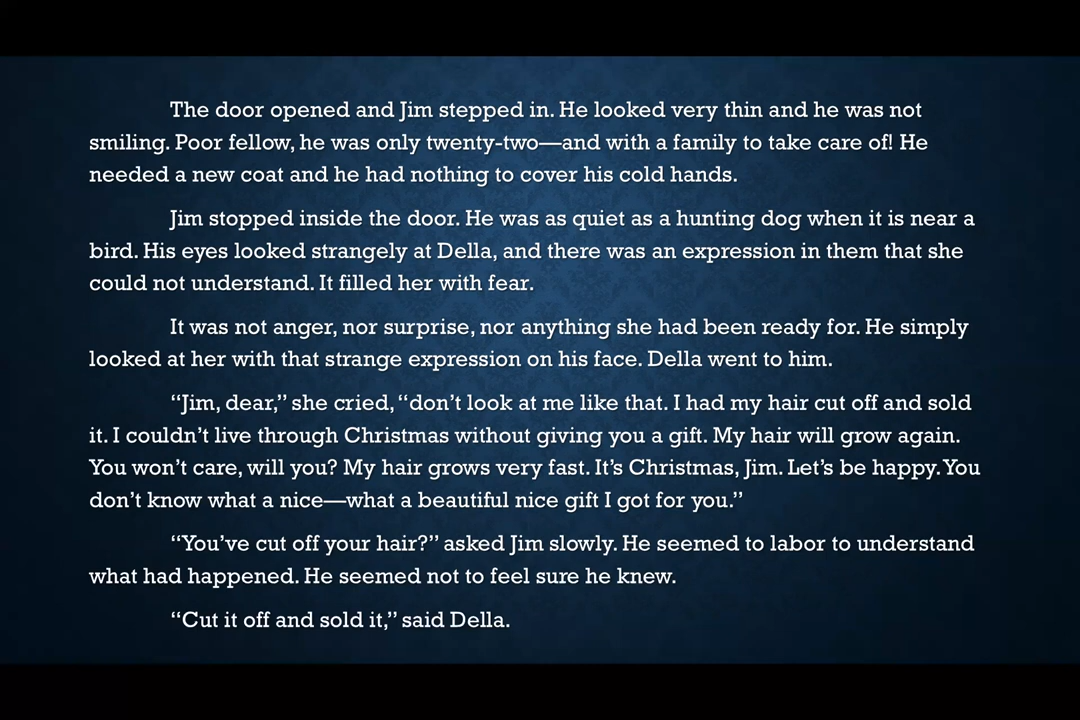 The door opened and Jim stepped in. He looked very thin and he was not
smiling. Poor fellow, he was only twenty-two—and with a family to take care of! He
needed a new coat and he had nothing to cover his cold hands.
Jim stopped inside the door. He was as quiet as a hunting dog when it is near a
bird. His eyes looked strangely at Della, and there was an expression in them that she
could not understand. It filled her with fear.
It was not anger, nor surprise, nor anything she had been ready for. He simply
looked at her with that strange expression on his face. Della went to him.
“Jim, dear,” she cried, “don’t look at me like that. I had my hair cut off and sold
it. I couldn’t live through Christmas without giving you a gift. My hair will grow again.
You won’t care, will you? My hair grows very fast. It’s Christmas, Jim. Let’s be happy. You
don’t know what a nice—what a beautiful nice gift I got for you.”
“You’ve cut off your hair?” asked Jim slowly. He seemed to labor to understand
what had happened. He seemed not to feel sure he knew.
“Cut it off and sold it,” said Della.